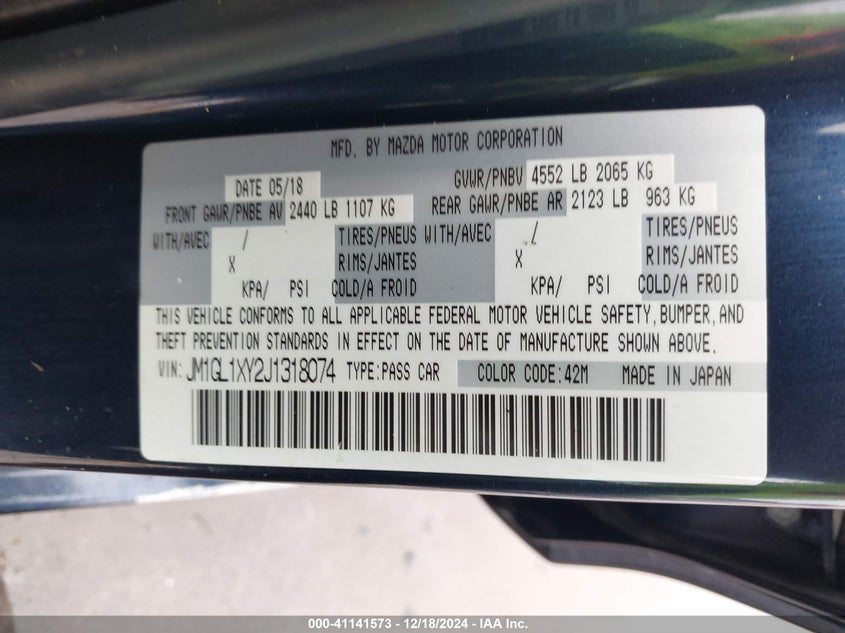 MFD. BY MAZDA MOTOR CORPORATION
DATE 05/18 GVWR/PNBV 4552 LB 2065 KG
FRONT GAWR/PNBE AV 2440 LB 1107 KG REAR GAWR/PNBE AR 2123 LB 963 KG
WITH/AVEC / TIRES/PNEUS WITH/AVEC / TIRES/PNEUS
X RIMS/JANTES X RIMS/JANTES
KPA/ PSI COLD/A FROID KPA/ PSI COLD/A FROID
THIS VEHICLE CONFORMS TO ALL APPLICABLE FEDERAL MOTOR VEHICLE SAFETY, BUMPER, AND
THEFT PREVENTION STANDARDS IN EFFECT ON THE DATE OF MANUFACTURE SHOWN ABOVE.
VIN: JM1GL1XY2J1318074 TYPE: PASS CAR COLOR CODE: 42M MADE IN JAPAN
000-41141573 - 12/18/2024 - IAA Inc.